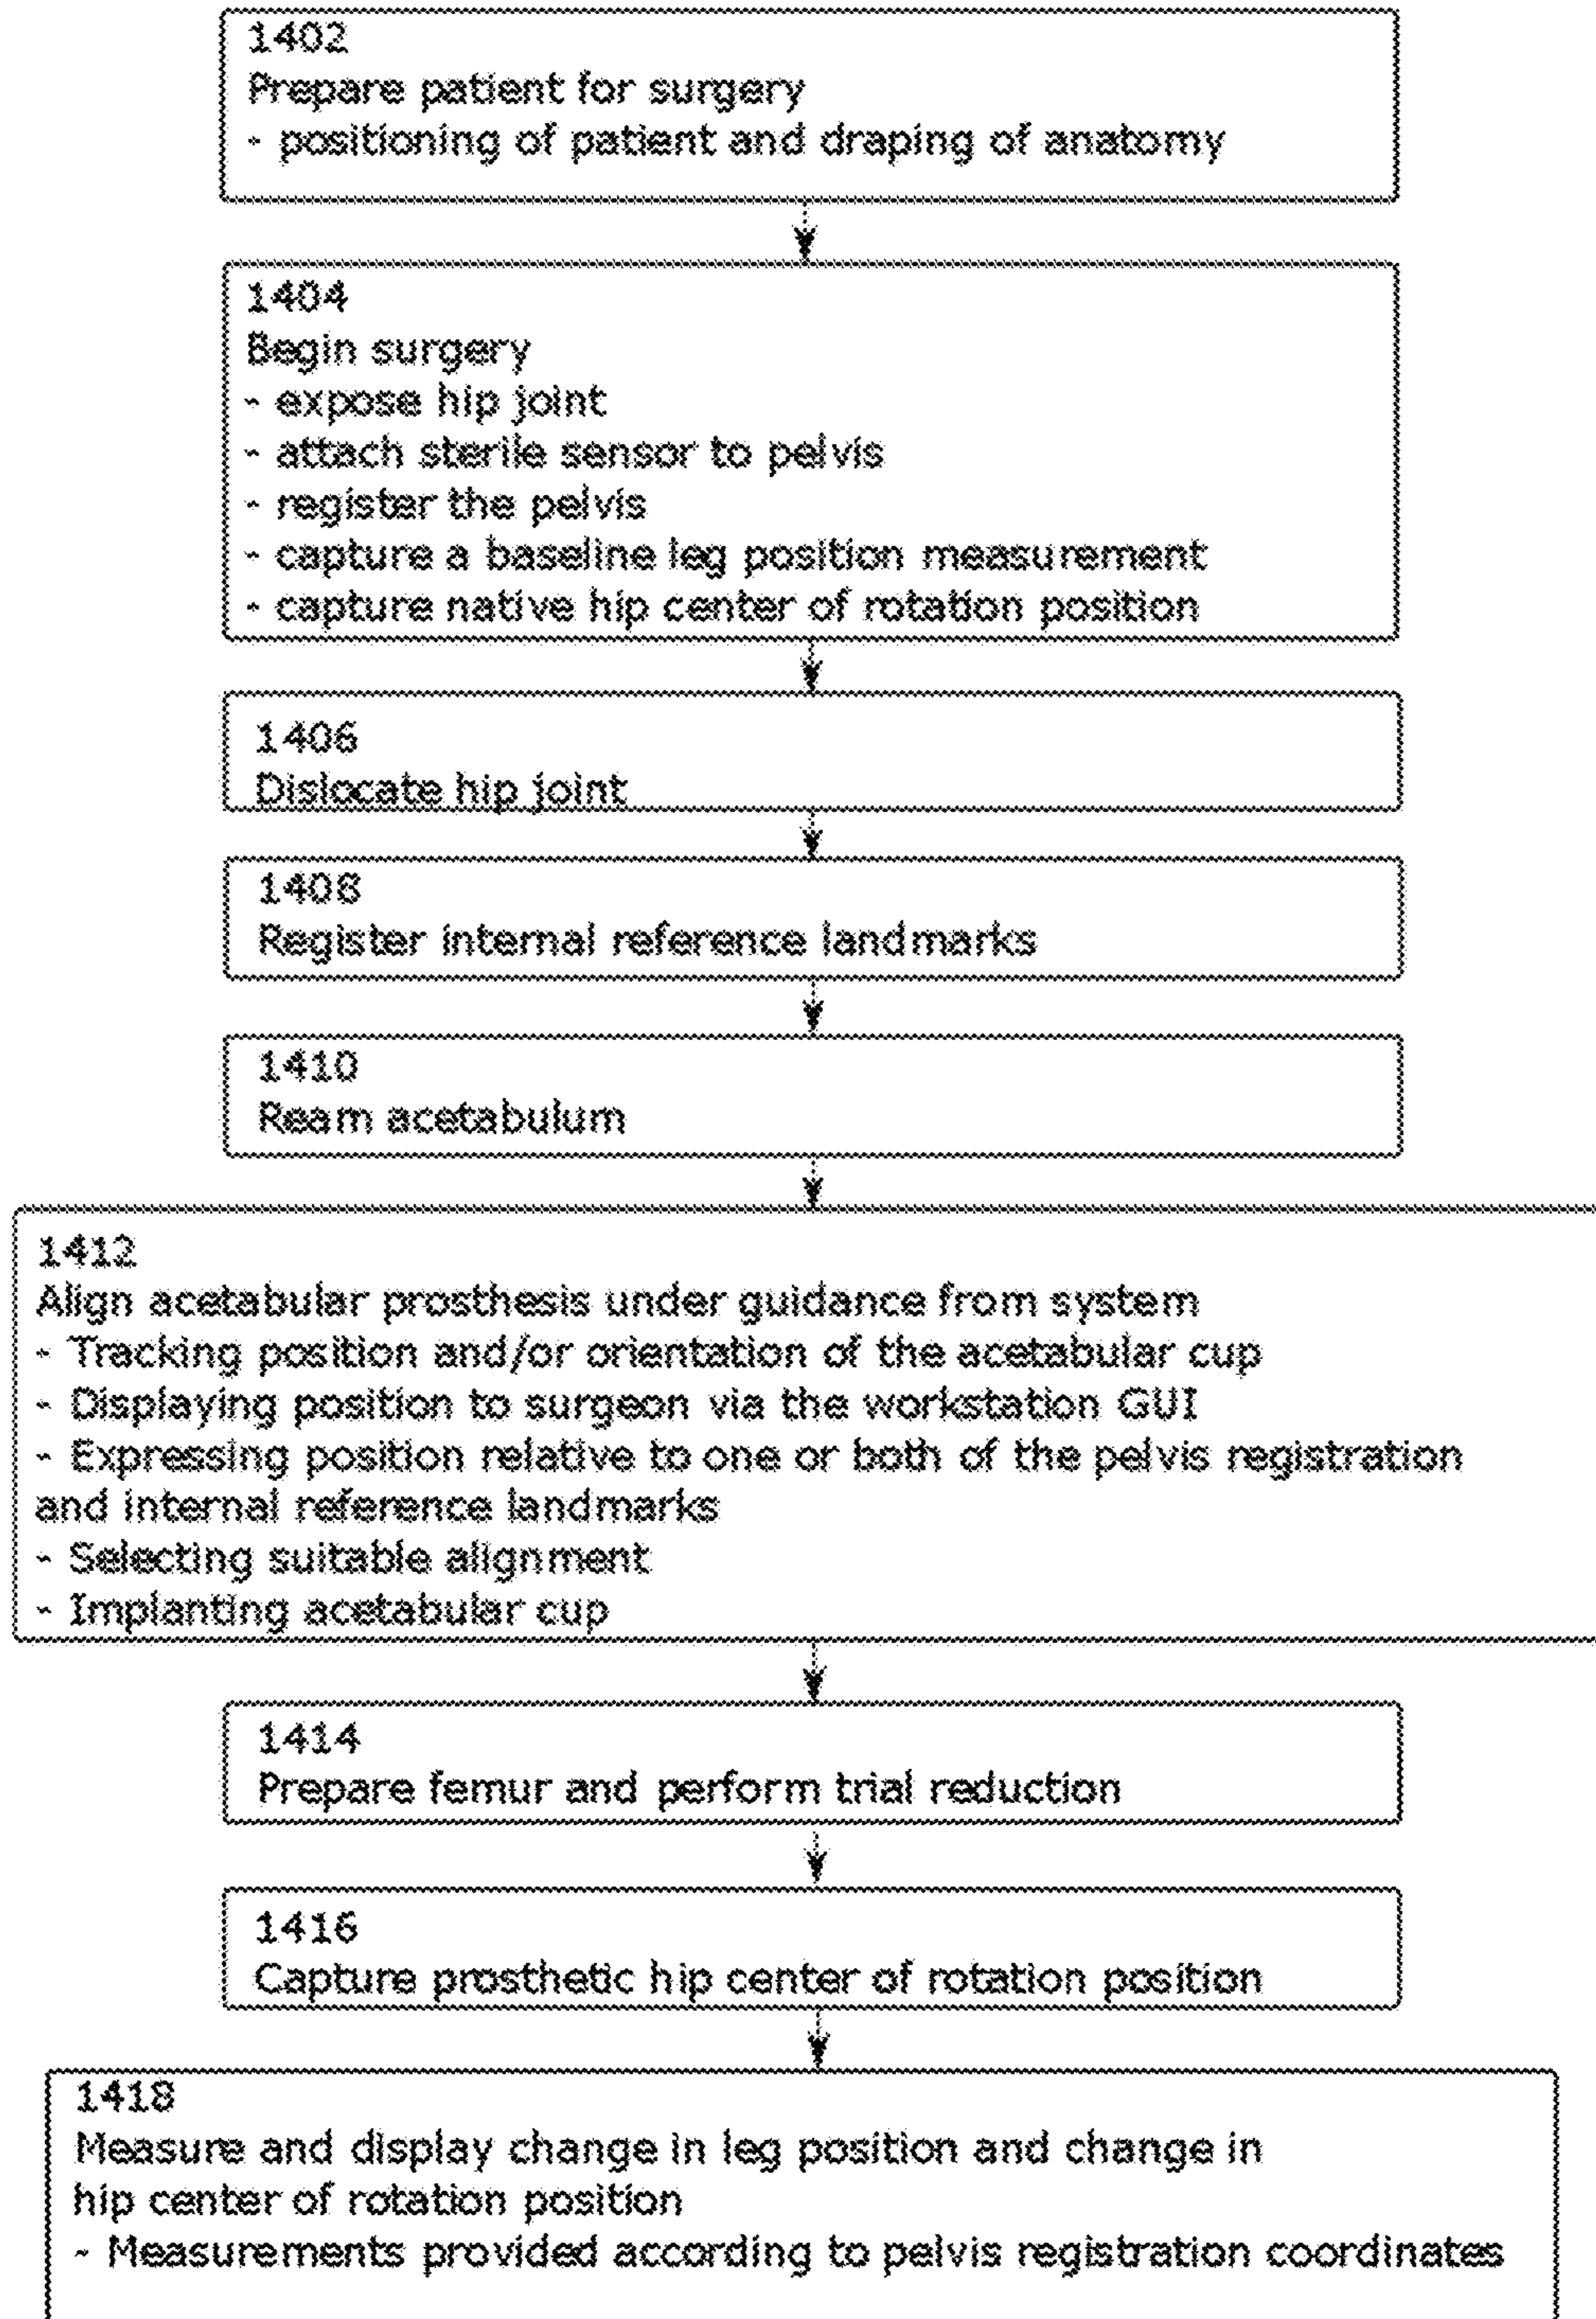 1402
Prepare patient for surgery
- positioning of patient and draping of anatomy
1404
Begin surgery
- expose hip joint
- attach sterile sensor to pelvis
- register the pelvis
- capture a baseline leg position measurement
- capture native hip center of rotation position
1406
Dislocate hip joint
1408
Register internal reference landmarks
1410
Ream acetabulum
1412
Align acetabular prosthesis under guidance from system
- Tracking position and/or orientation of the acetabular cup
- Displaying position to surgeon via the workstation GUI
- Expressing position relative to one or both of the pelvis registration
and internal reference landmarks
- Selecting suitable alignment
- Implanting acetabular cup
1414
Prepare femur and perform trial reduction
1416
Capture prosthetic hip center of rotation position
1418
Measure and display change in leg position and change in
hip center of rotation position
- Measurements provided according to pelvis registration coordinates